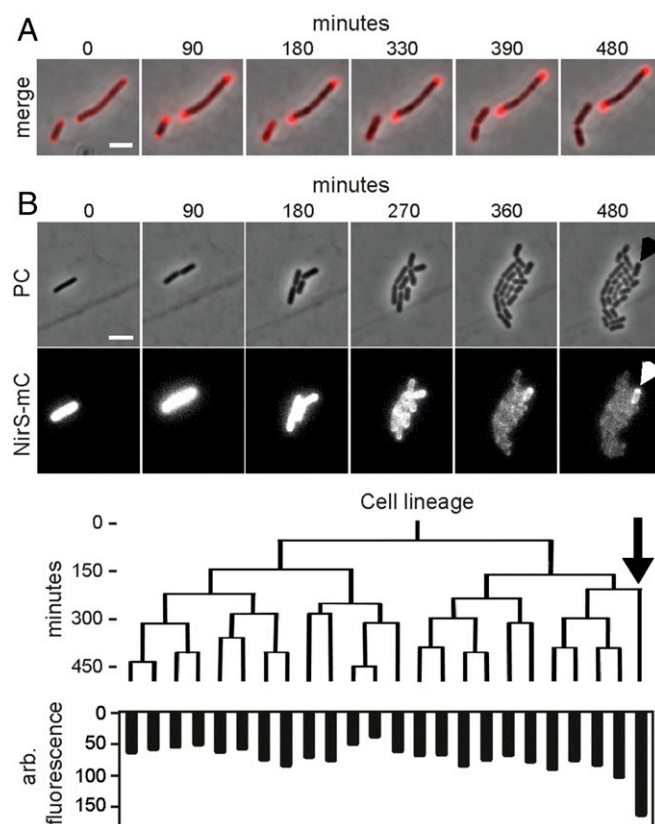 A
minutes
0 90 180 330 390 480
merge
B
minutes
0 90 180 270 360 480
PC
NirS-mC
Cell lineage
0
150
300
450
minutes
0
50
100
150
arb.
fluorescence